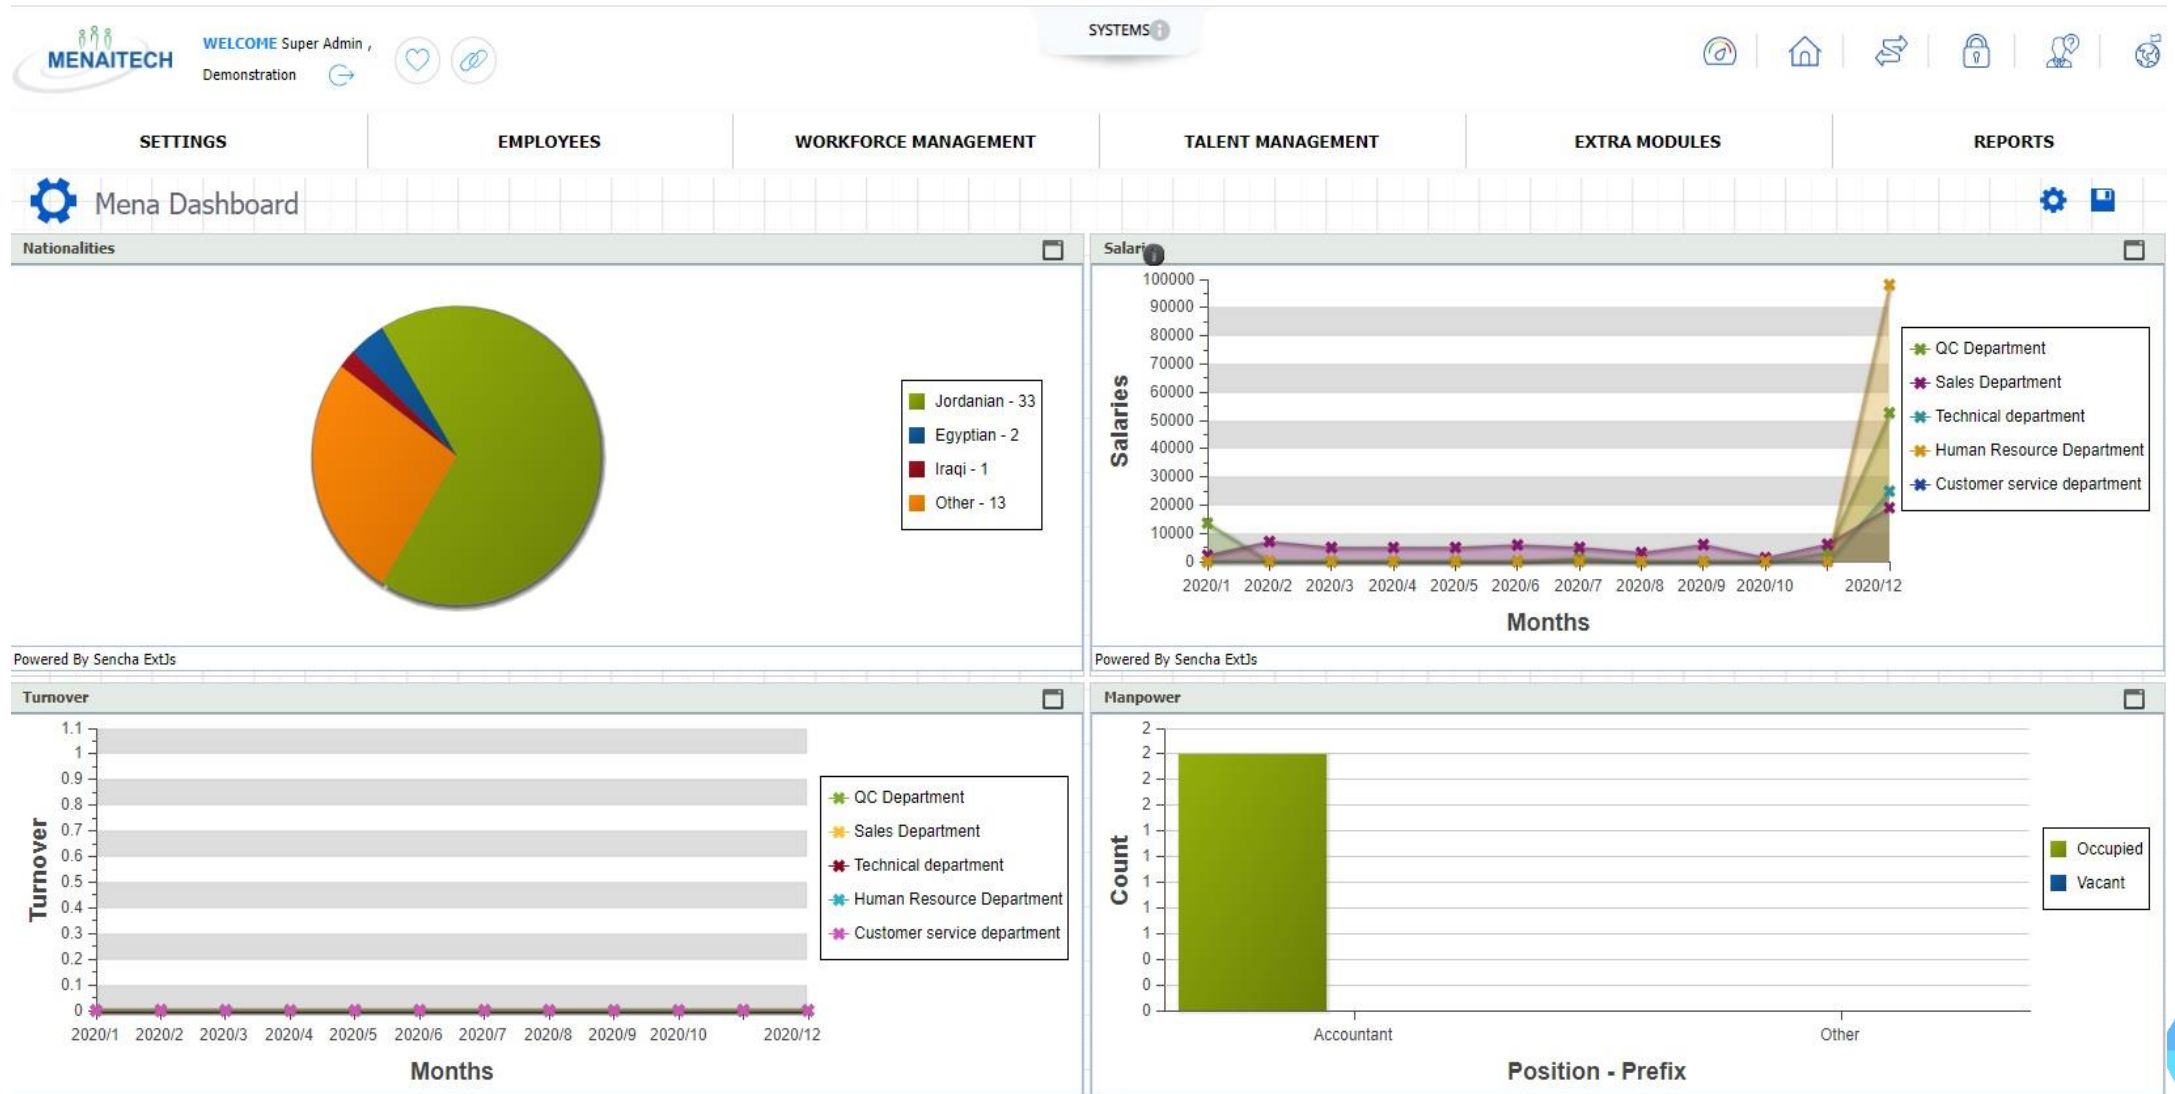 MENAITECH
WELCOME Super Admin ,
Demonstration
SYSTEMS
SETTINGS
EMPLOYEES
WORKFORCE MANAGEMENT
TALENT MANAGEMENT
EXTRA MODULES
REPORTS
Mena Dashboard
Nationalities
Jordanian - 33
Egyptian - 2
Iraqi - 1
Other - 13
Powered By Sencha ExtJs
Salari
100000
90000
80000
70000
60000
50000
40000
30000
20000
10000
0
Salaries
2020/1 2020/2 2020/3 2020/4 2020/5 2020/6 2020/7 2020/8 2020/9 2020/10 2020/12
Months
QC Department
Sales Department
Technical department
Human Resource Department
Customer service department
Powered By Sencha ExtJs
Turnover
1.1
1
0.9
0.8
0.7
0.6
0.5
0.4
0.3
0.2
0.1
0
Turnover
2020/1 2020/2 2020/3 2020/4 2020/5 2020/6 2020/7 2020/8 2020/9 2020/10 2020/12
Months
QC Department
Sales Department
Technical department
Human Resource Department
Customer service department
Manpower
2
2
2
2
1
1
1
1
1
0
0
0
Count
Accountant Other
Position - Prefix
Occupied
Vacant